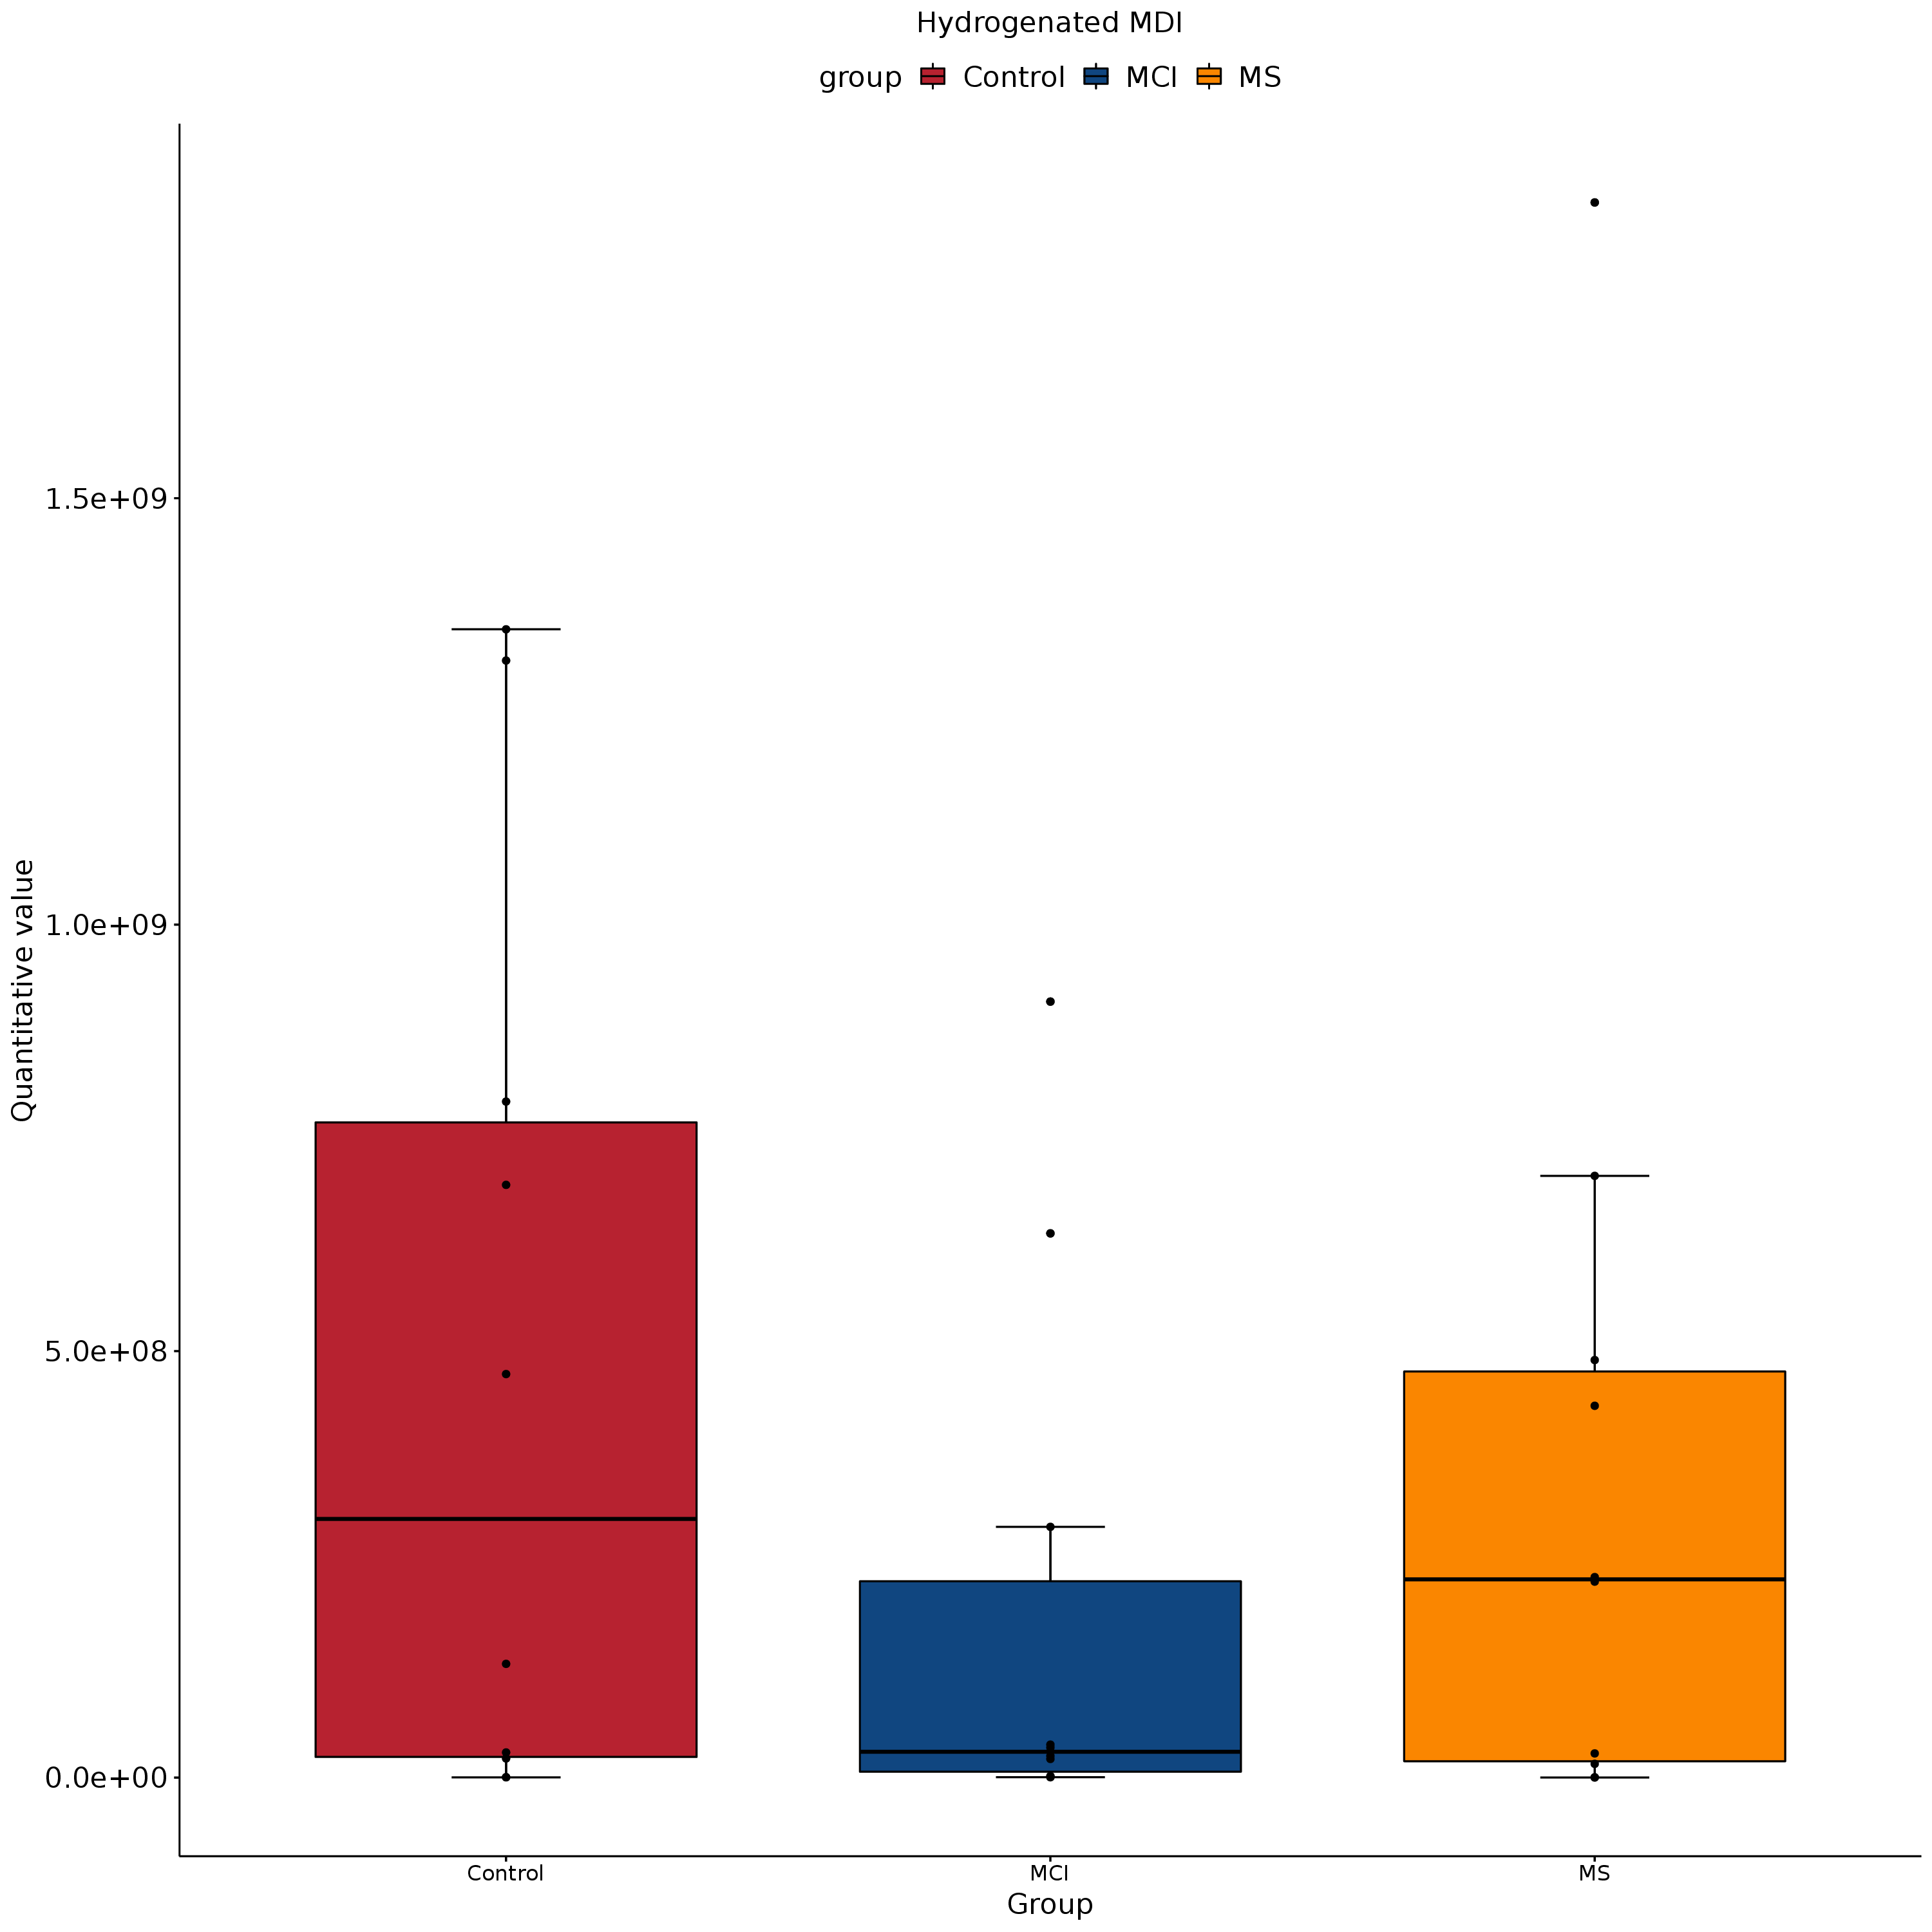 Hydrogenated MDI
group Control MCI MS
Quantitative value
1.5e+09
1.0e+09
5.0e+08
0.0e+00
Control MCI MS
Group